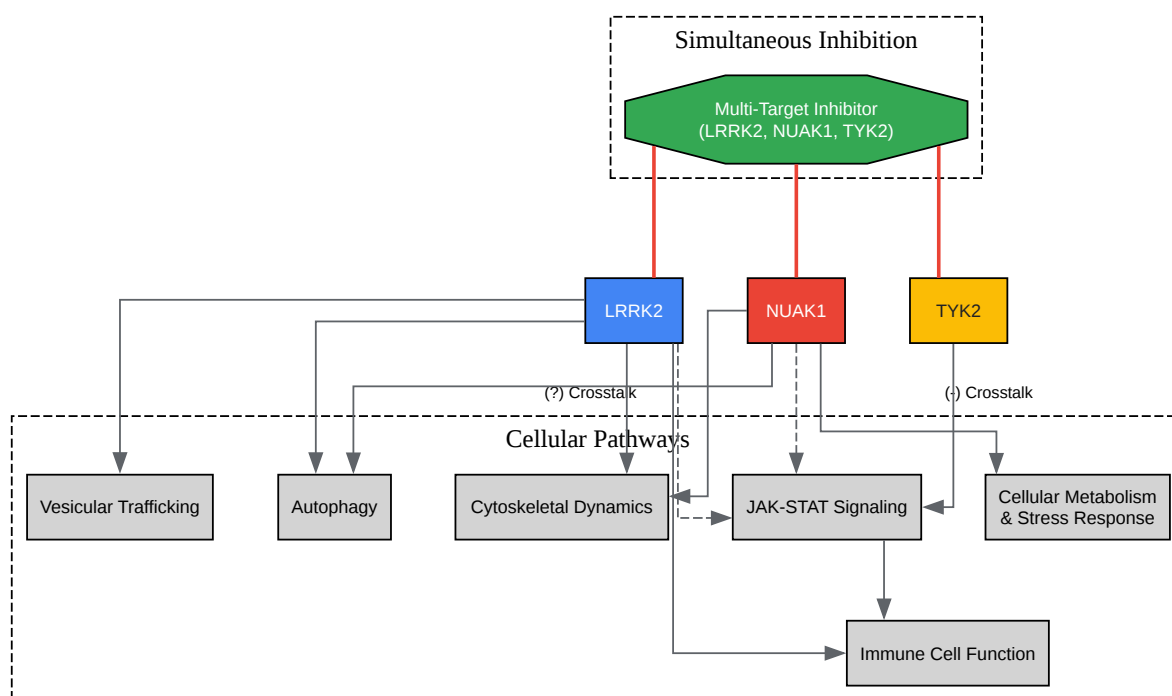 Simultaneous Inhibition
Multi-Target Inhibitor
(LRRK2, NUAK1, TYK2)
LRRK2
NUAK1
TYK2
(?) Crosstalk
(-) Crosstalk
Cellular Pathways
Vesicular Trafficking
Autophagy
Cytoskeletal Dynamics
JAK-STAT Signaling
Cellular Metabolism
& Stress Response
Immune Cell Function